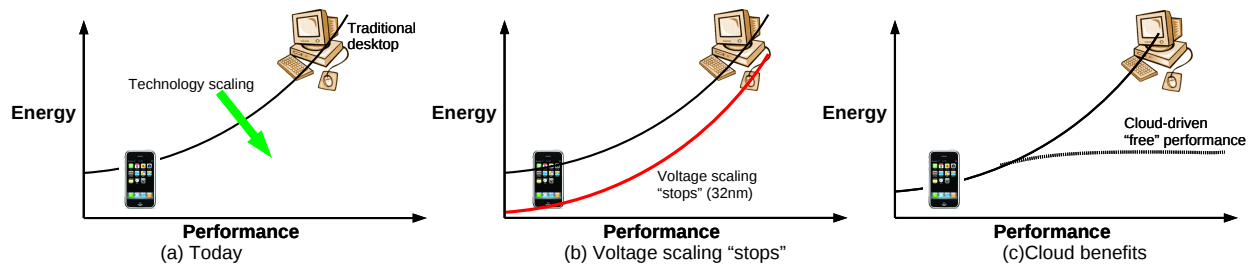 Traditional
desktop
Technology scaling
Energy
Performance
(a) Today
Energy
Voltage scaling
“stops” (32nm)
Performance
(b) Voltage scaling “stops”
Energy
Cloud-driven
“free” performance
Performance
(c)Cloud benefits